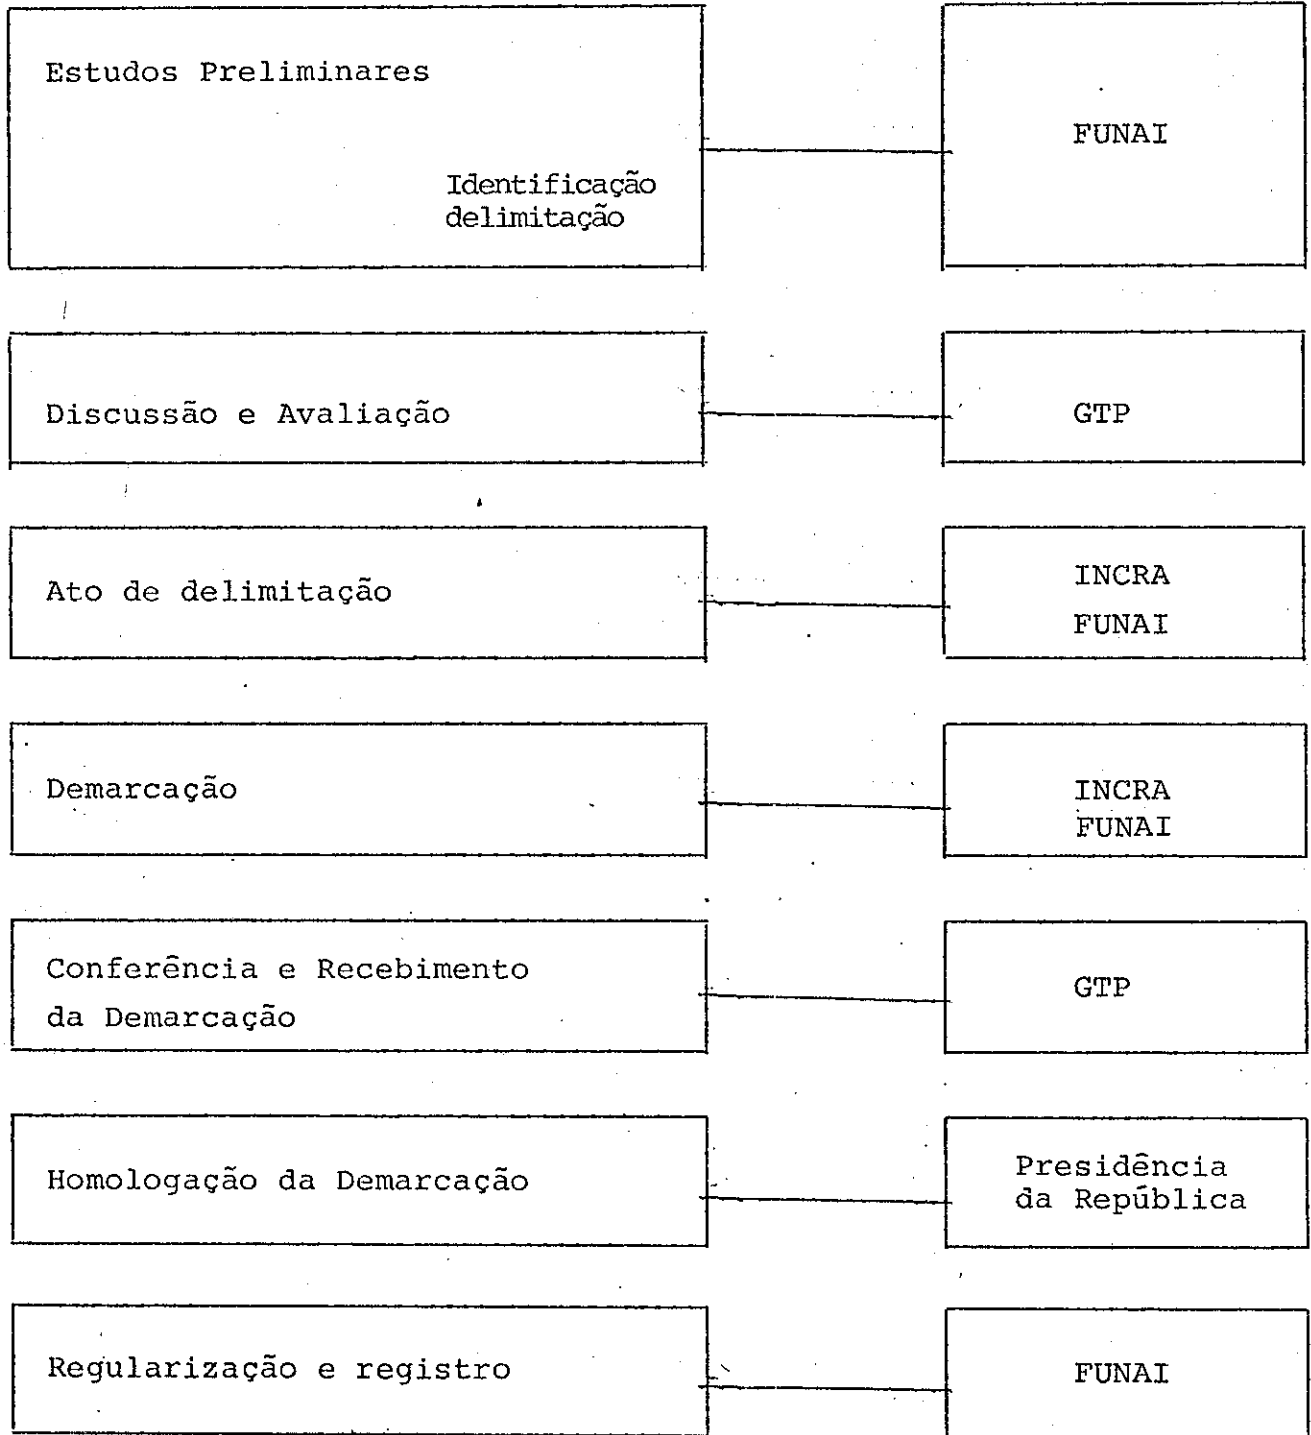 Estudos Preliminares
Identificação
delimitação
FUNAI
Discussão e Avaliação
GTP
Ato de delimitação
INCRA
FUNAI
Demarcação
INCRA
FUNAI
Conferência e Recebimento
da Demarcação
GTP
Homologação da Demarcação
Presidência
da República
Regularização e registro
FUNAI